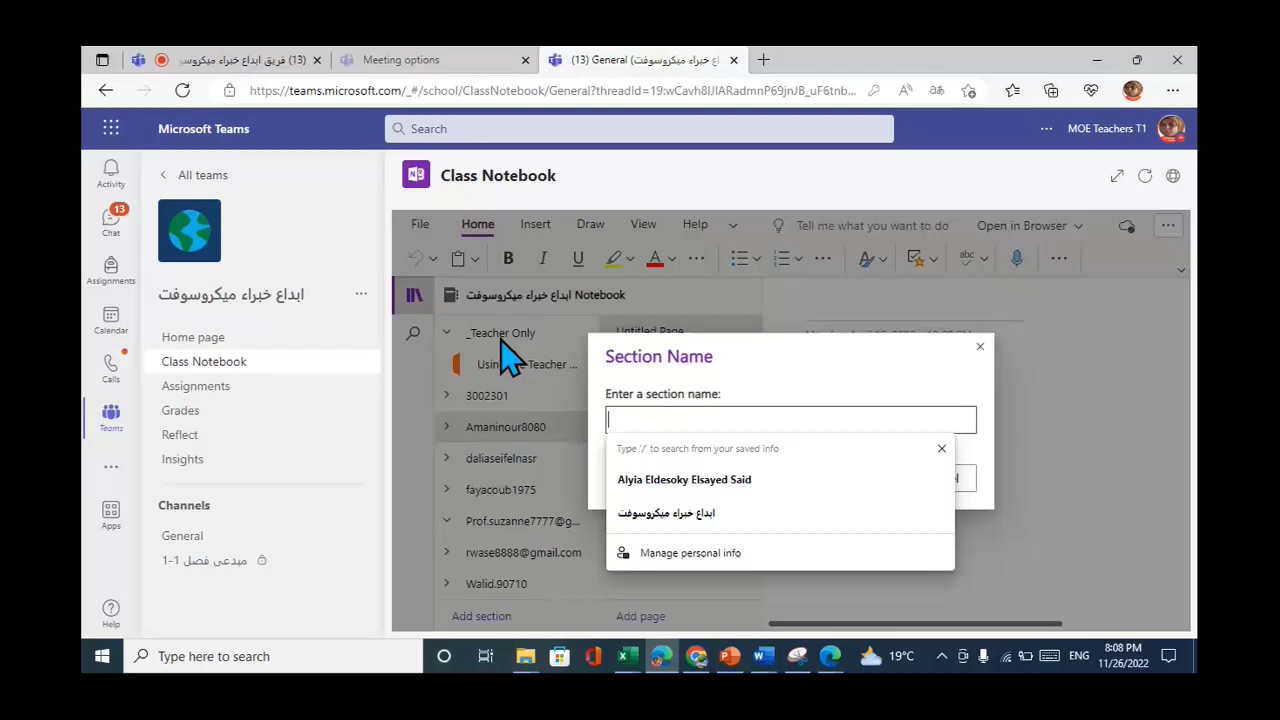 (13) فريق ابداع خبراء ميكروسو
Meeting options
(13) General (ابداع خبراء ميكروسوفت
https://teams.microsoft.com/_#/school/ClassNotebook/General?threadId=19:wCavh8lJIARadmnP69jnJB_uF6tnb...
Microsoft Teams
Search
MOE Teachers T1
Activity
Chat
13
Assignments
Calendar
Calls
Teams
Apps
Help
All teams
ابداع خبراء ميكروسوفت
Home page
Class Notebook
Assignments
Grades
Reflect
Insights
Channels
General
مبدعى فصل 1-1
Class Notebook
File Home Insert Draw View Help Tell me what you want to do Open in Browser
B I U A abc
ابداع خبراء ميكروسوفت Notebook
_Teacher Only
Teacher ...
3002301
Amaninour8080
daliaseifelnasr
fayacoub1975
Prof.suzanne7777@g...
rwase8888@gmail.com
Walid.90710
Add section
Untitled Page
Add page
Section Name
Enter a section name:
Type '/' to search from your saved info
Alyia Eldesoky Elsayed Said
ابداع خبراء ميكروسوفت
Manage personal info
Type here to search
19°C
ENG
8:08 PM
11/26/2022